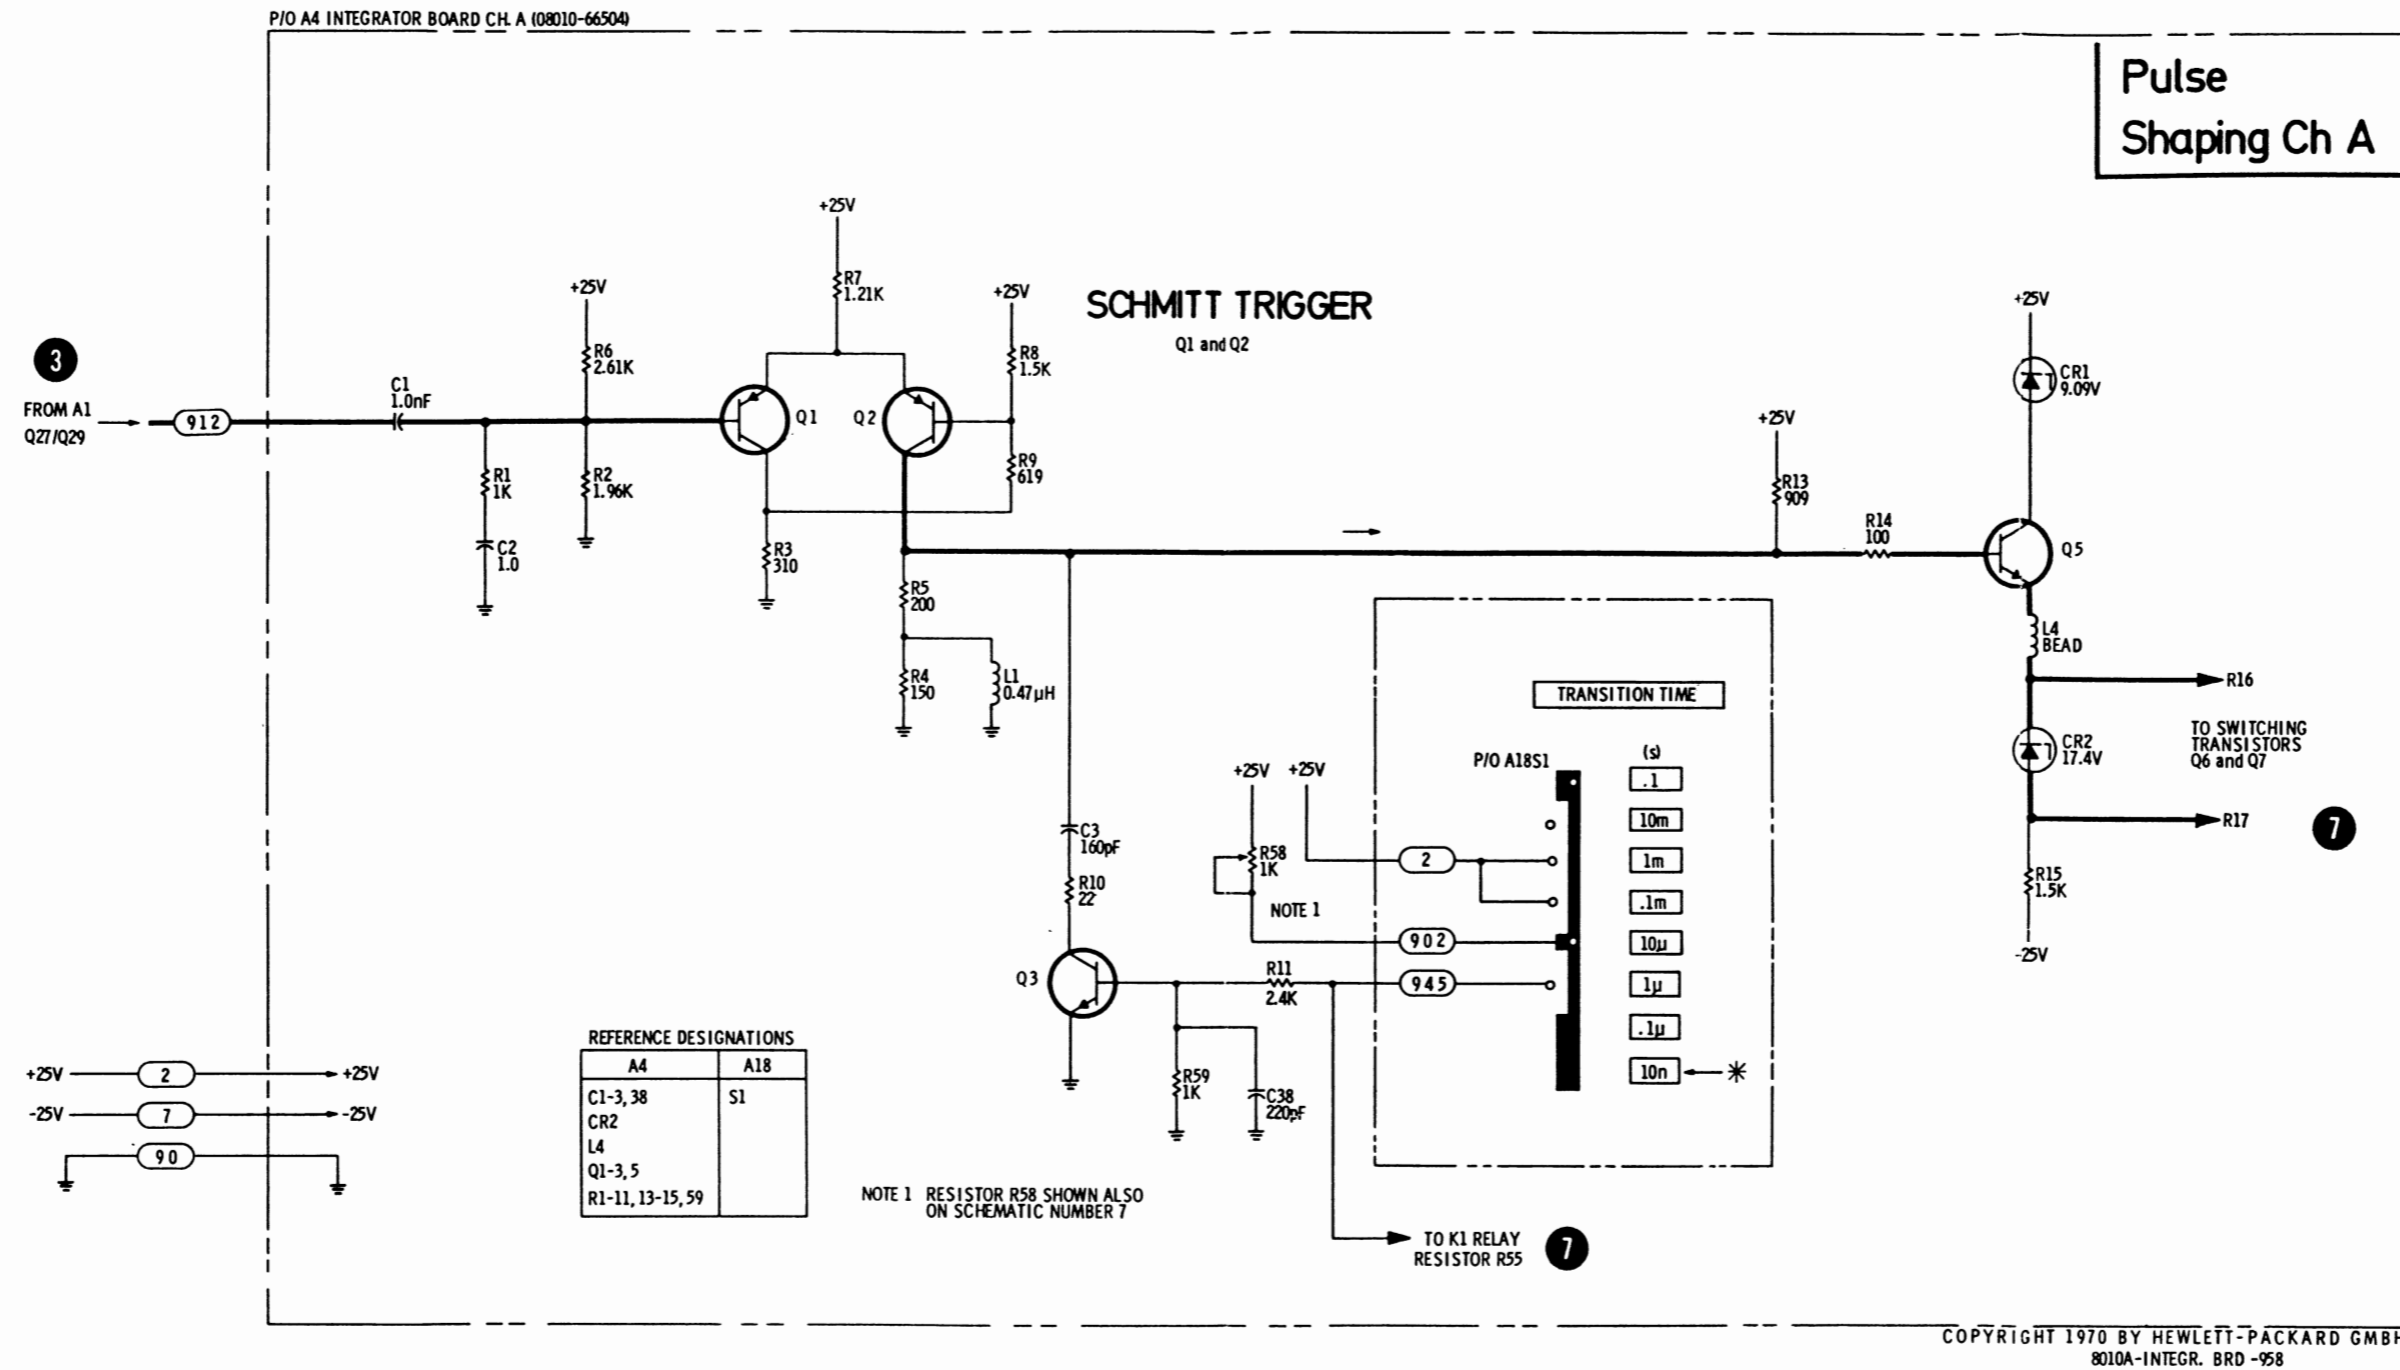 P/O A4 INTEGRATOR BOARD CH. A (08010-66504)
Pulse
Shaping Ch A
+25V
R7
1.21K
+25V
R6
2.61K
+25V
R8
1.5K
SCHMITT TRIGGER
Q1 and Q2
+25V
CR1
9.09V
3
FROM A1
Q27/Q29
912
C1
1.0nF
Q1
Q2
R1
1K
R2
1.96K
R9
619
C2
1.0
R3
310
+25V
R13
909
R14
100
Q5
R5
200
R4
150
L1
0.47µH
L4
BEAD
R16
TO SWITCHING
TRANSISTORS
Q6 and Q7
CR2
17.4V
R17
7
R15
1.5K
-25V
TRANSITION TIME
P/O A18S1
(s)
.1
10m
1m
.1m
10µ
1µ
.1µ
10n
+25V
+25V
C3
160pF
R58
1K
2
R10
22
NOTE 1
902
Q3
R11
2.4K
945
R59
1K
C38
220pF
+25V
2
+25V
-25V
7
-25V
90
REFERENCE DESIGNATIONS
A4 A18
C1-3, 38 S1
CR2
L4
Q1-3, 5
R1-11, 13-15, 59
NOTE 1 RESISTOR R58 SHOWN ALSO
ON SCHEMATIC NUMBER 7
TO K1 RELAY
RESISTOR R55
7
COPYRIGHT 1970 BY HEWLETT-PACKARD GMBH
8010A-INTEGR. BRD -958